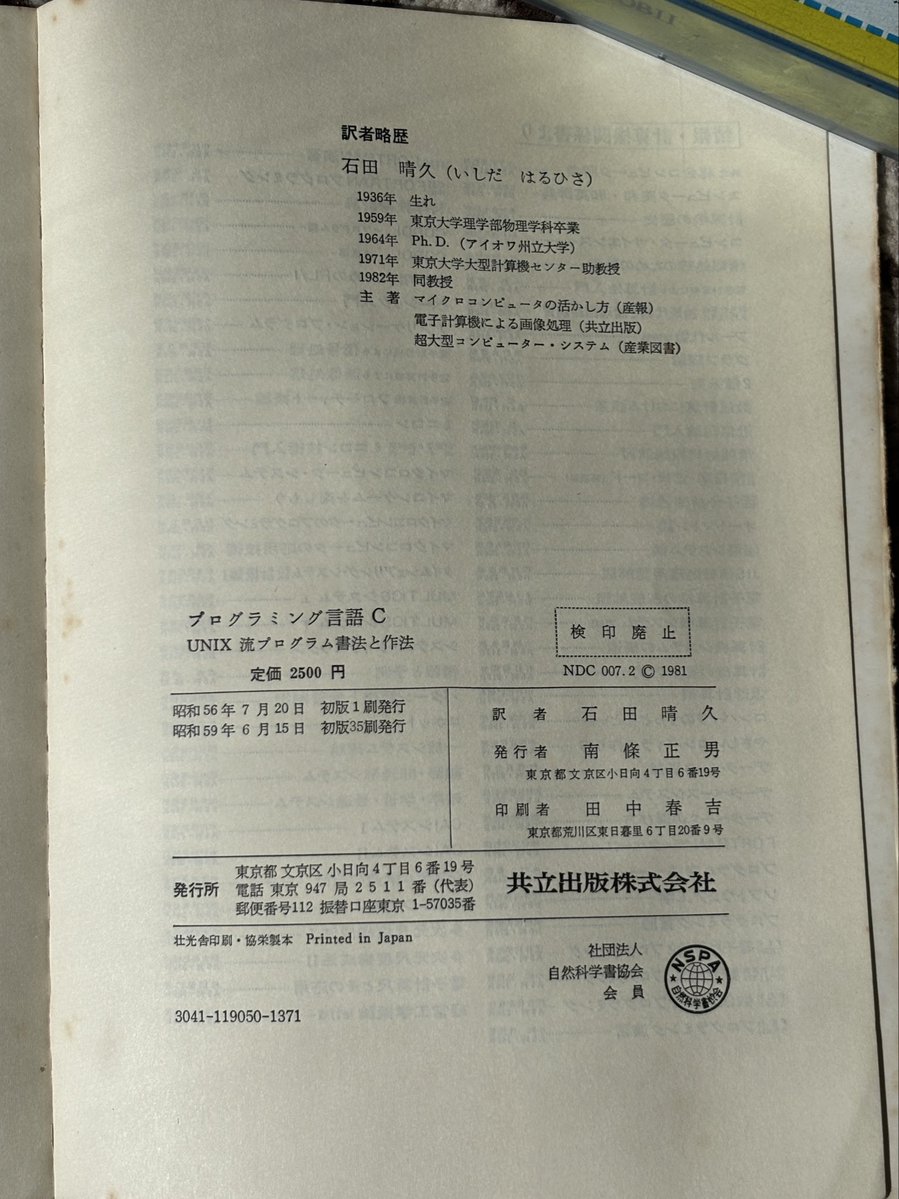 訳者略歴
石田 晴久(いしだ はるひさ)
1936年 生れ
1959年 東京大学理学部物理学科卒業
1964年 Ph.D.(アイオワ州立大学)
1971年 東京大学大型計算機センター助教授
1982年 同教授
主著 マイクロコンピュータの活かし方(産報)
電子計算機による画像処理(共立出版)
超大型コンピューター・システム(産業図書)
プログラミング言語 C
UNIX 流プログラム書法と作法
定価 2500 円
検印廃止
NDC 007.2 © 1981
昭和56年7月20日 初版1刷発行
昭和59年6月15日 初版35刷発行
訳者 石田晴久
発行者 南條正男
東京都文京区小日向4丁目6番19号
印刷者 田中春吉
東京都荒川区東日暮里6丁目20番9号
発行所
東京都文京区小日向4丁目6番19号
電話 東京 947 局 2511 番(代表)
郵便番号112 振替口座東京 1-57035番
共立出版株式会社
壮光舎印刷・協栄製本 Printed in Japan
社団法人
自然科学書協会
会員
NSPA
自然科学書協会
3041-119050-1371